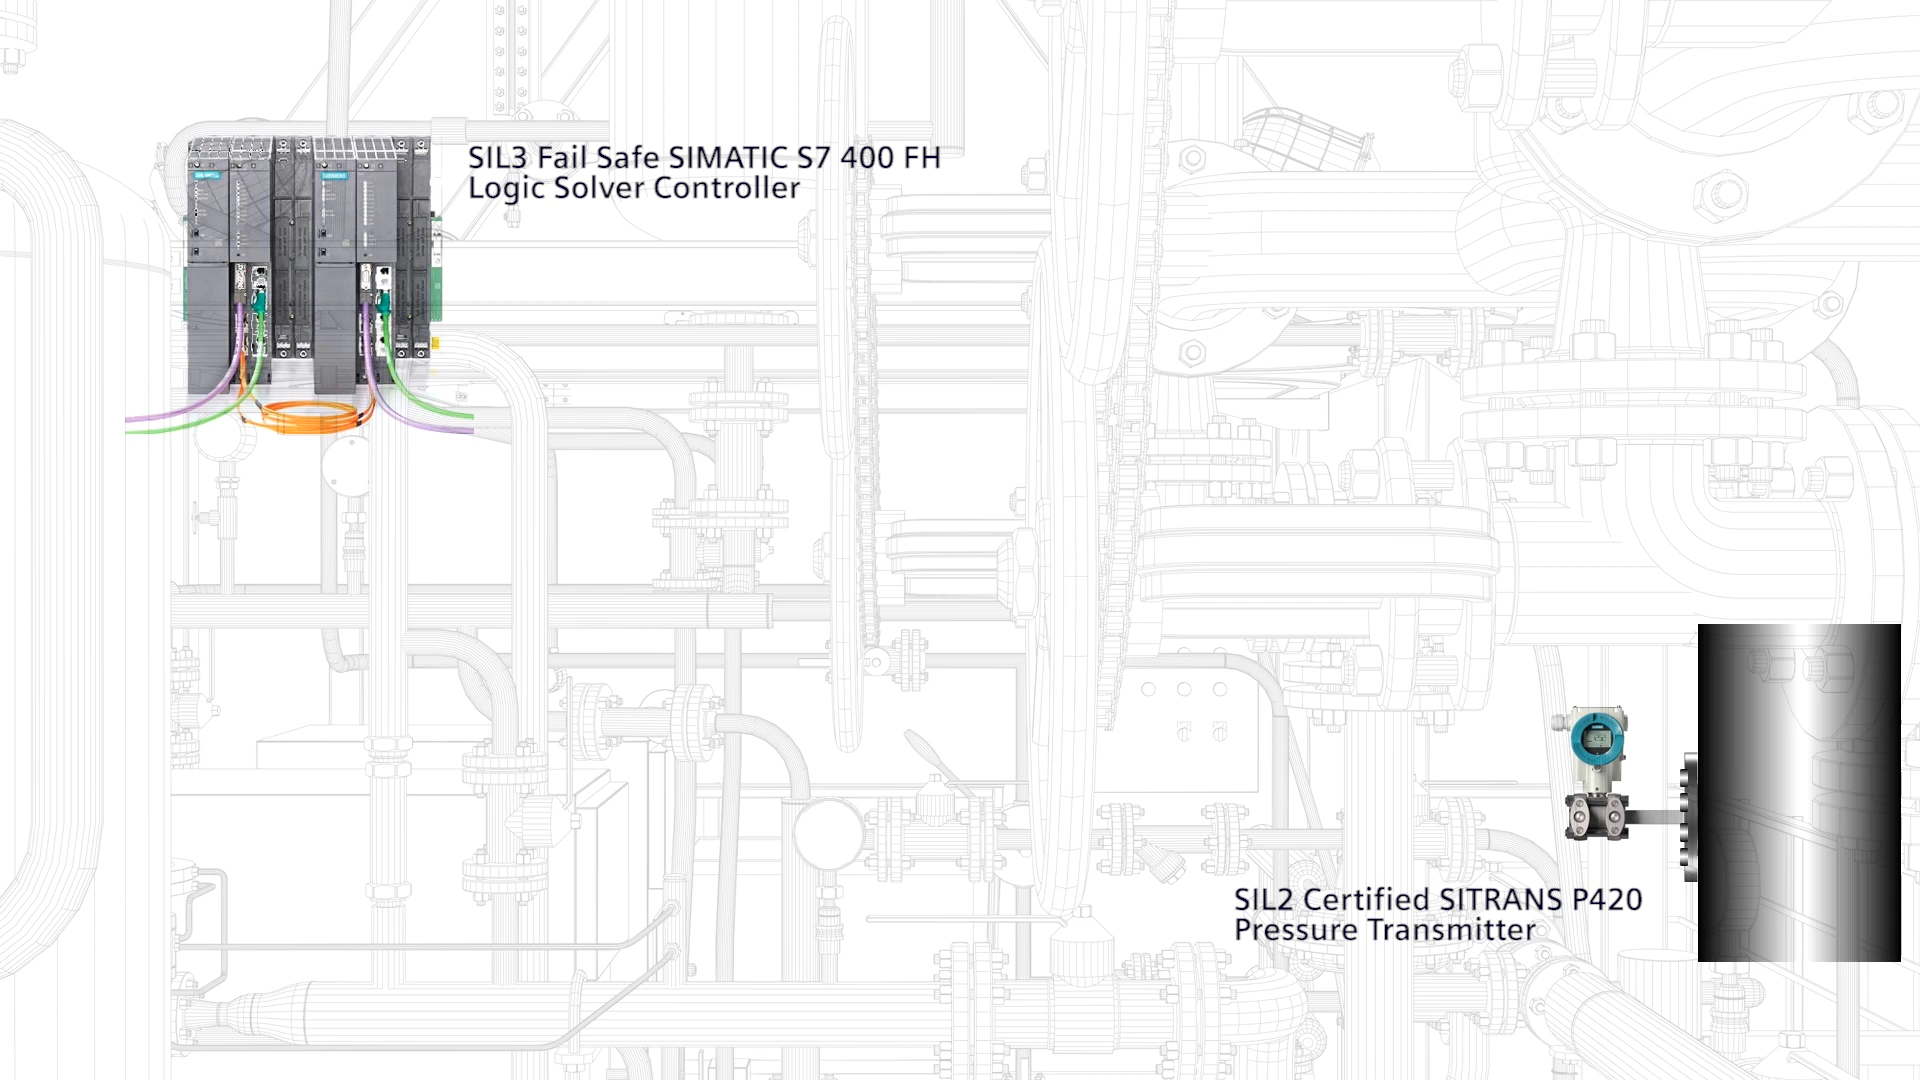 SIL3 Fail Safe SIMATIC S7 400 FH
Logic Solver Controller
SIL2 Certified SITRANS P420
Pressure Transmitter